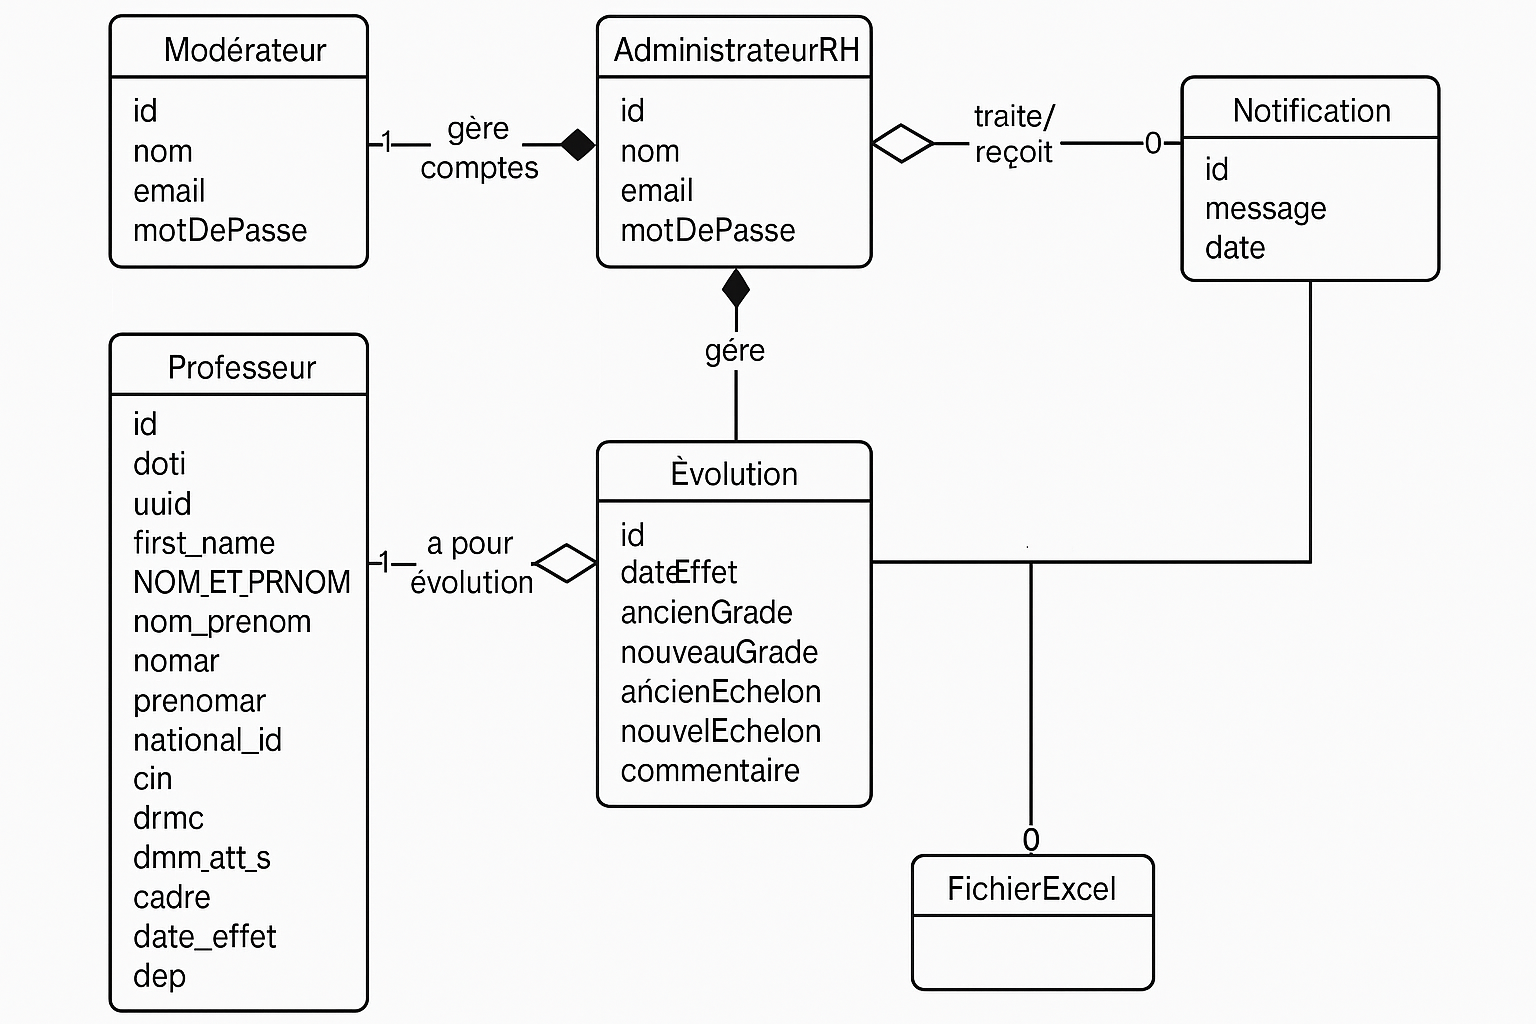 Modérateur
id
nom
email
motDePasse
1
gère
comptes
AdministrateurRH
id
nom
email
motDePasse
traite/
reçoit
0
Notification
id
message
date
gére
Professeur
id
doti
uuid
first_name
NOM_ET_PRNOM
nom_prenom
nomar
prenomar
national_id
cin
drmc
dmm_att_s
cadre
date_effet
dep
1
a pour
évolution
Èvolution
id
dateEffet
ancienGrade
nouveauGrade
ańcienEchelon
nouvelEchelon
commentaire
0
FichierExcel